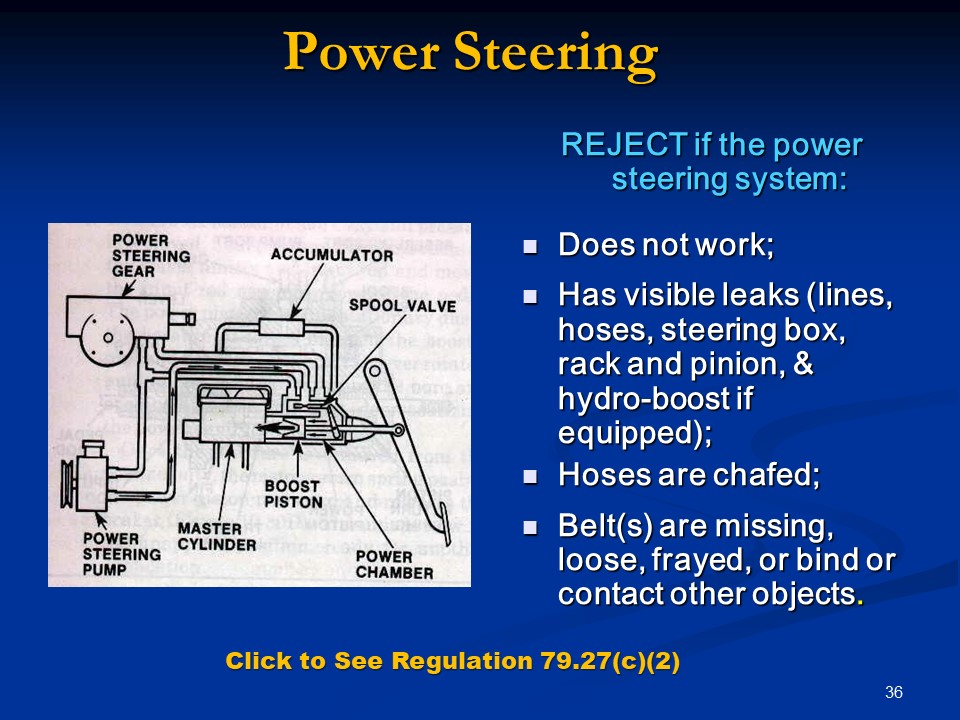 Power Steering
REJECT if the power
steering system:
Does not work;
Has visible leaks (lines,
hoses, steering box,
rack and pinion, &
hydro-boost if
equipped);
Hoses are chafed;
Belt(s) are missing,
loose, frayed, or bind or
contact other objects.
POWER
STEERING
GEAR
ACCUMULATOR
SPOOL VALVE
BOOST
PISTON
MASTER
CYLINDER
POWER
STEERING
PUMP
POWER
CHAMBER
Click to See Regulation 79.27(c)(2)
36